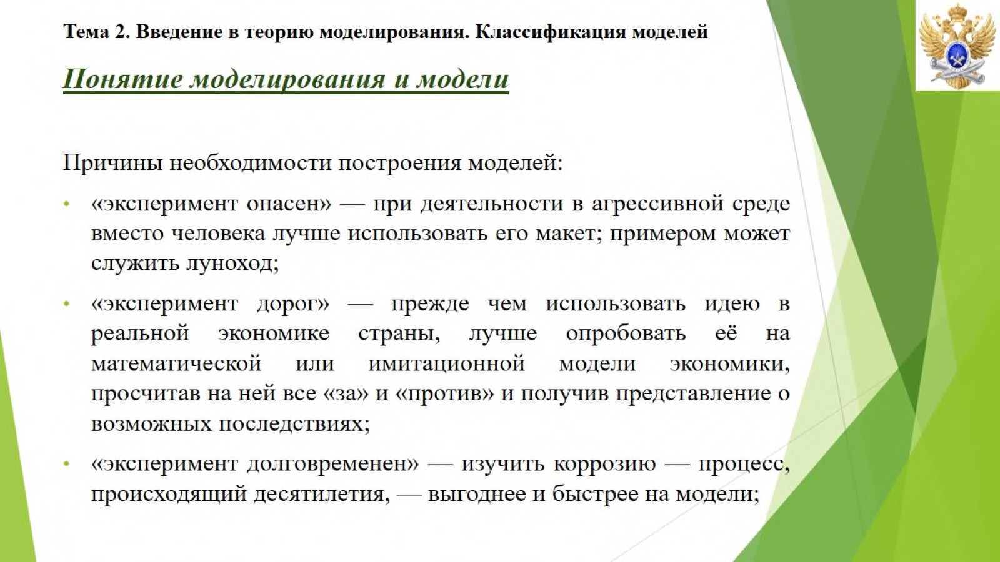 Тема 2. Введение в теорию моделирования. Классификация моделей
Понятие моделирования и модели
Причины необходимости построения моделей:
• «эксперимент опасен» — при деятельности в агрессивной среде
вместо человека лучше использовать его макет; примером может
служить луноход;
• «эксперимент дорог» — прежде чем использовать идею в
реальной экономике страны, лучше опробовать её на
математической или имитационной модели экономики,
просчитав на ней все «за» и «против» и получив представление о
возможных последствиях;
• «эксперимент долговременен» — изучить коррозию — процесс,
происходящий десятилетия, — выгоднее и быстрее на модели;